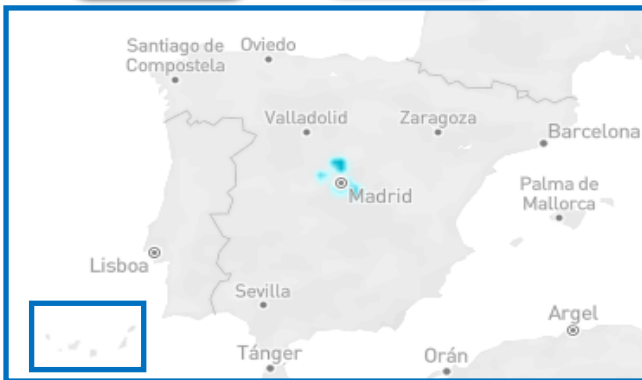 Santiago de
Compostela
Oviedo
Valladolid
Zaragoza
Barcelona
Madrid
Palma de
Mallorca
Lisboa
Sevilla
Argel
Tánger
Orán